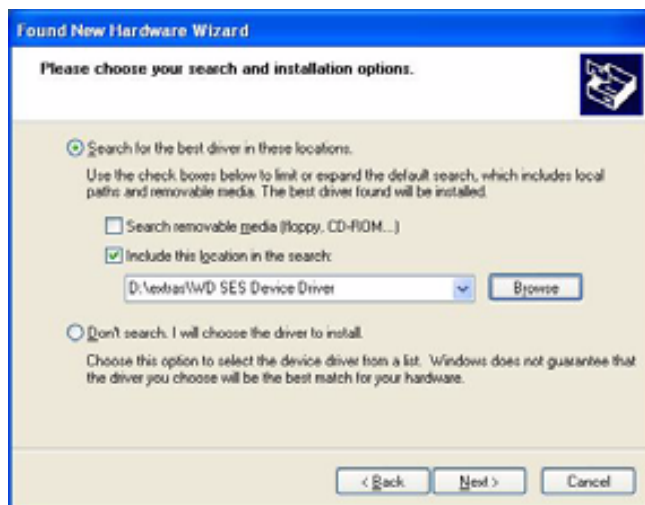 Found New Hardware Wizard
Please choose your search and installation options.
Search for the best driver in these locations.
Use the check boxes below to limit or expand the default search, which includes local
paths and removable media. The best driver found will be installed.
Search removable media (floppy, CD-ROM...)
Include this location in the search:
D:\extras\WD SES Device Driver
Browse
Don't search. I will choose the driver to install.
Choose this option to select the device driver from a list. Windows does not guarantee that
the driver you choose will be the best match for your hardware.
< Back Next > Cancel